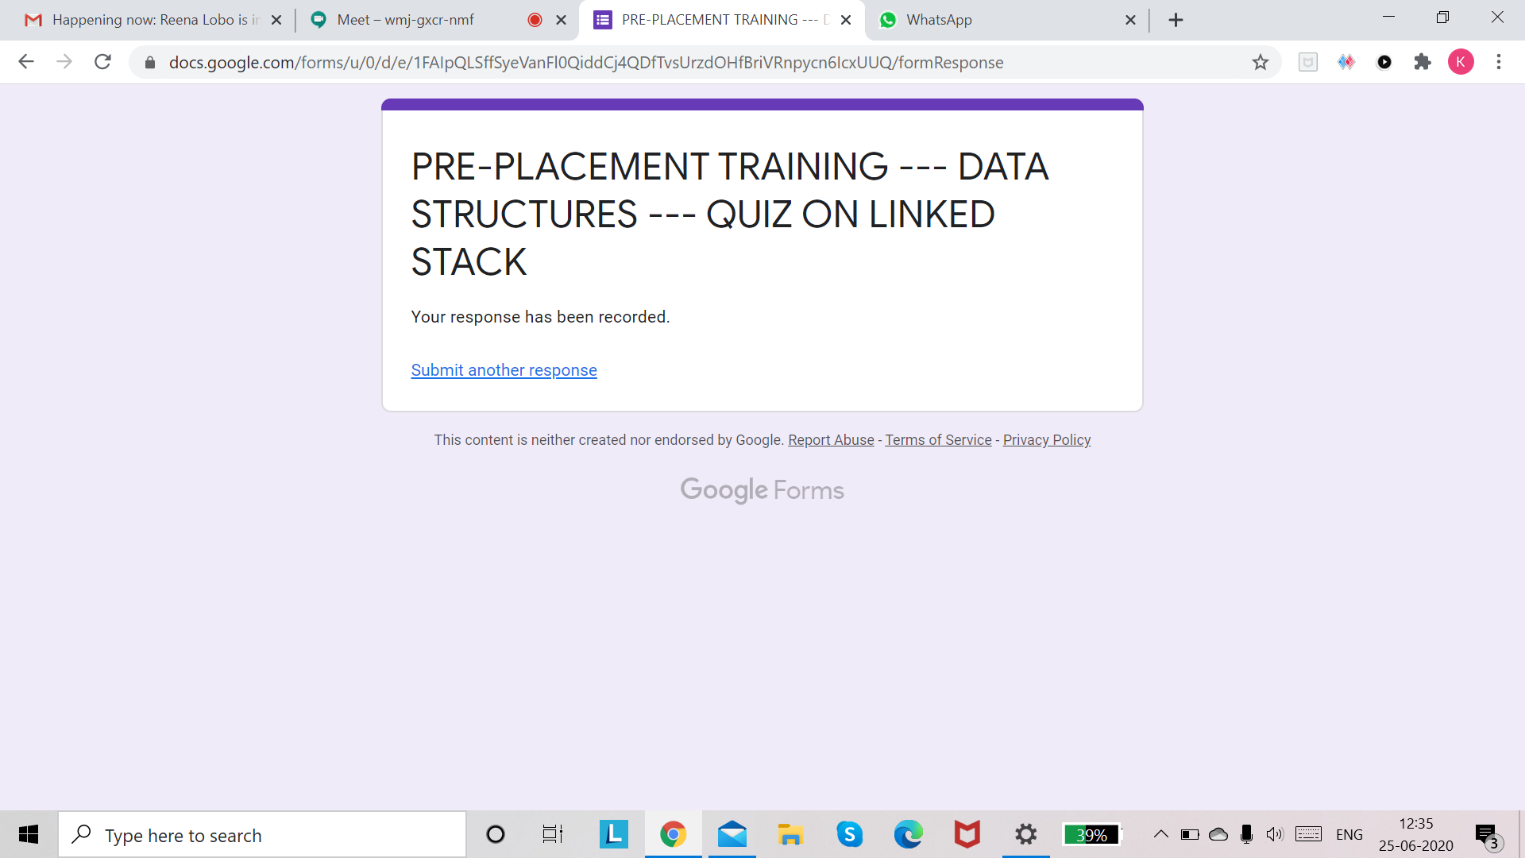 Happening now: Reena Lobo is in
Meet – wmj-gxcr-nmf
PRE-PLACEMENT TRAINING --- D
WhatsApp
docs.google.com/forms/u/0/d/e/1FAIpQLSffSyeVanFl0QiddCj4QDfTvsUrzdOHfBriVRnpycn6IcxUUQ/formResponse
K
PRE-PLACEMENT TRAINING --- DATA
STRUCTURES --- QUIZ ON LINKED
STACK
Your response has been recorded.
Submit another response
This content is neither created nor endorsed by Google. Report Abuse - Terms of Service - Privacy Policy
Google Forms
Type here to search
L
S
39%
ENG
12:35
25-06-2020
3